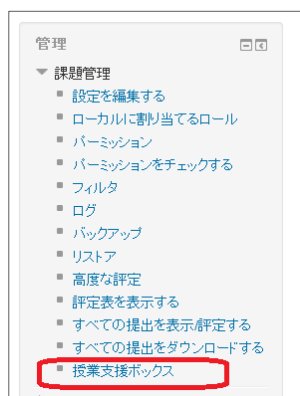 管理
課題管理
設定を編集する
ローカルに割り当てるロール
パーミッション
パーミッションをチェックする
フィルタ
ログ
バックアップ
リストア
高度な評定
評定表を表示する
すべての提出を表示/評定する
すべての提出をダウンロードする
授業支援ボックス